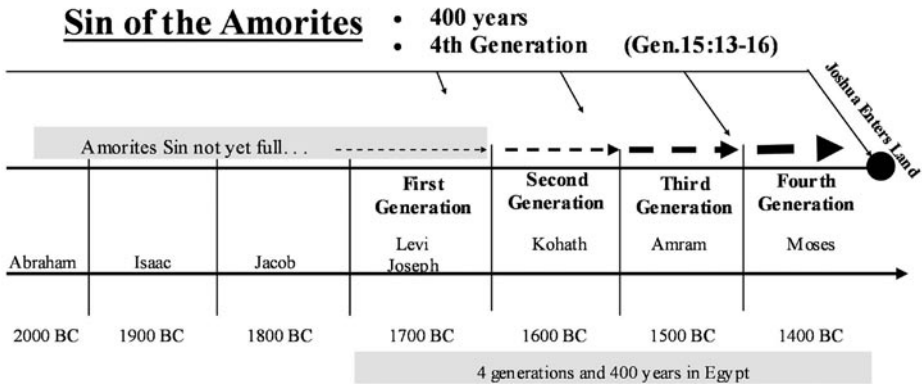 Sin of the Amorites
• 400 years
• 4th Generation (Gen.15:13-16)
Joshua Enters Land
Amorites Sin not yet full...
First Generation
Second Generation
Third Generation
Fourth Generation
Abraham
Isaac
Jacob
Levi
Joseph
Kohath
Amram
Moses
2000 BC 1900 BC 1800 BC 1700 BC 1600 BC 1500 BC 1400 BC
4 generations and 400 years in Egypt